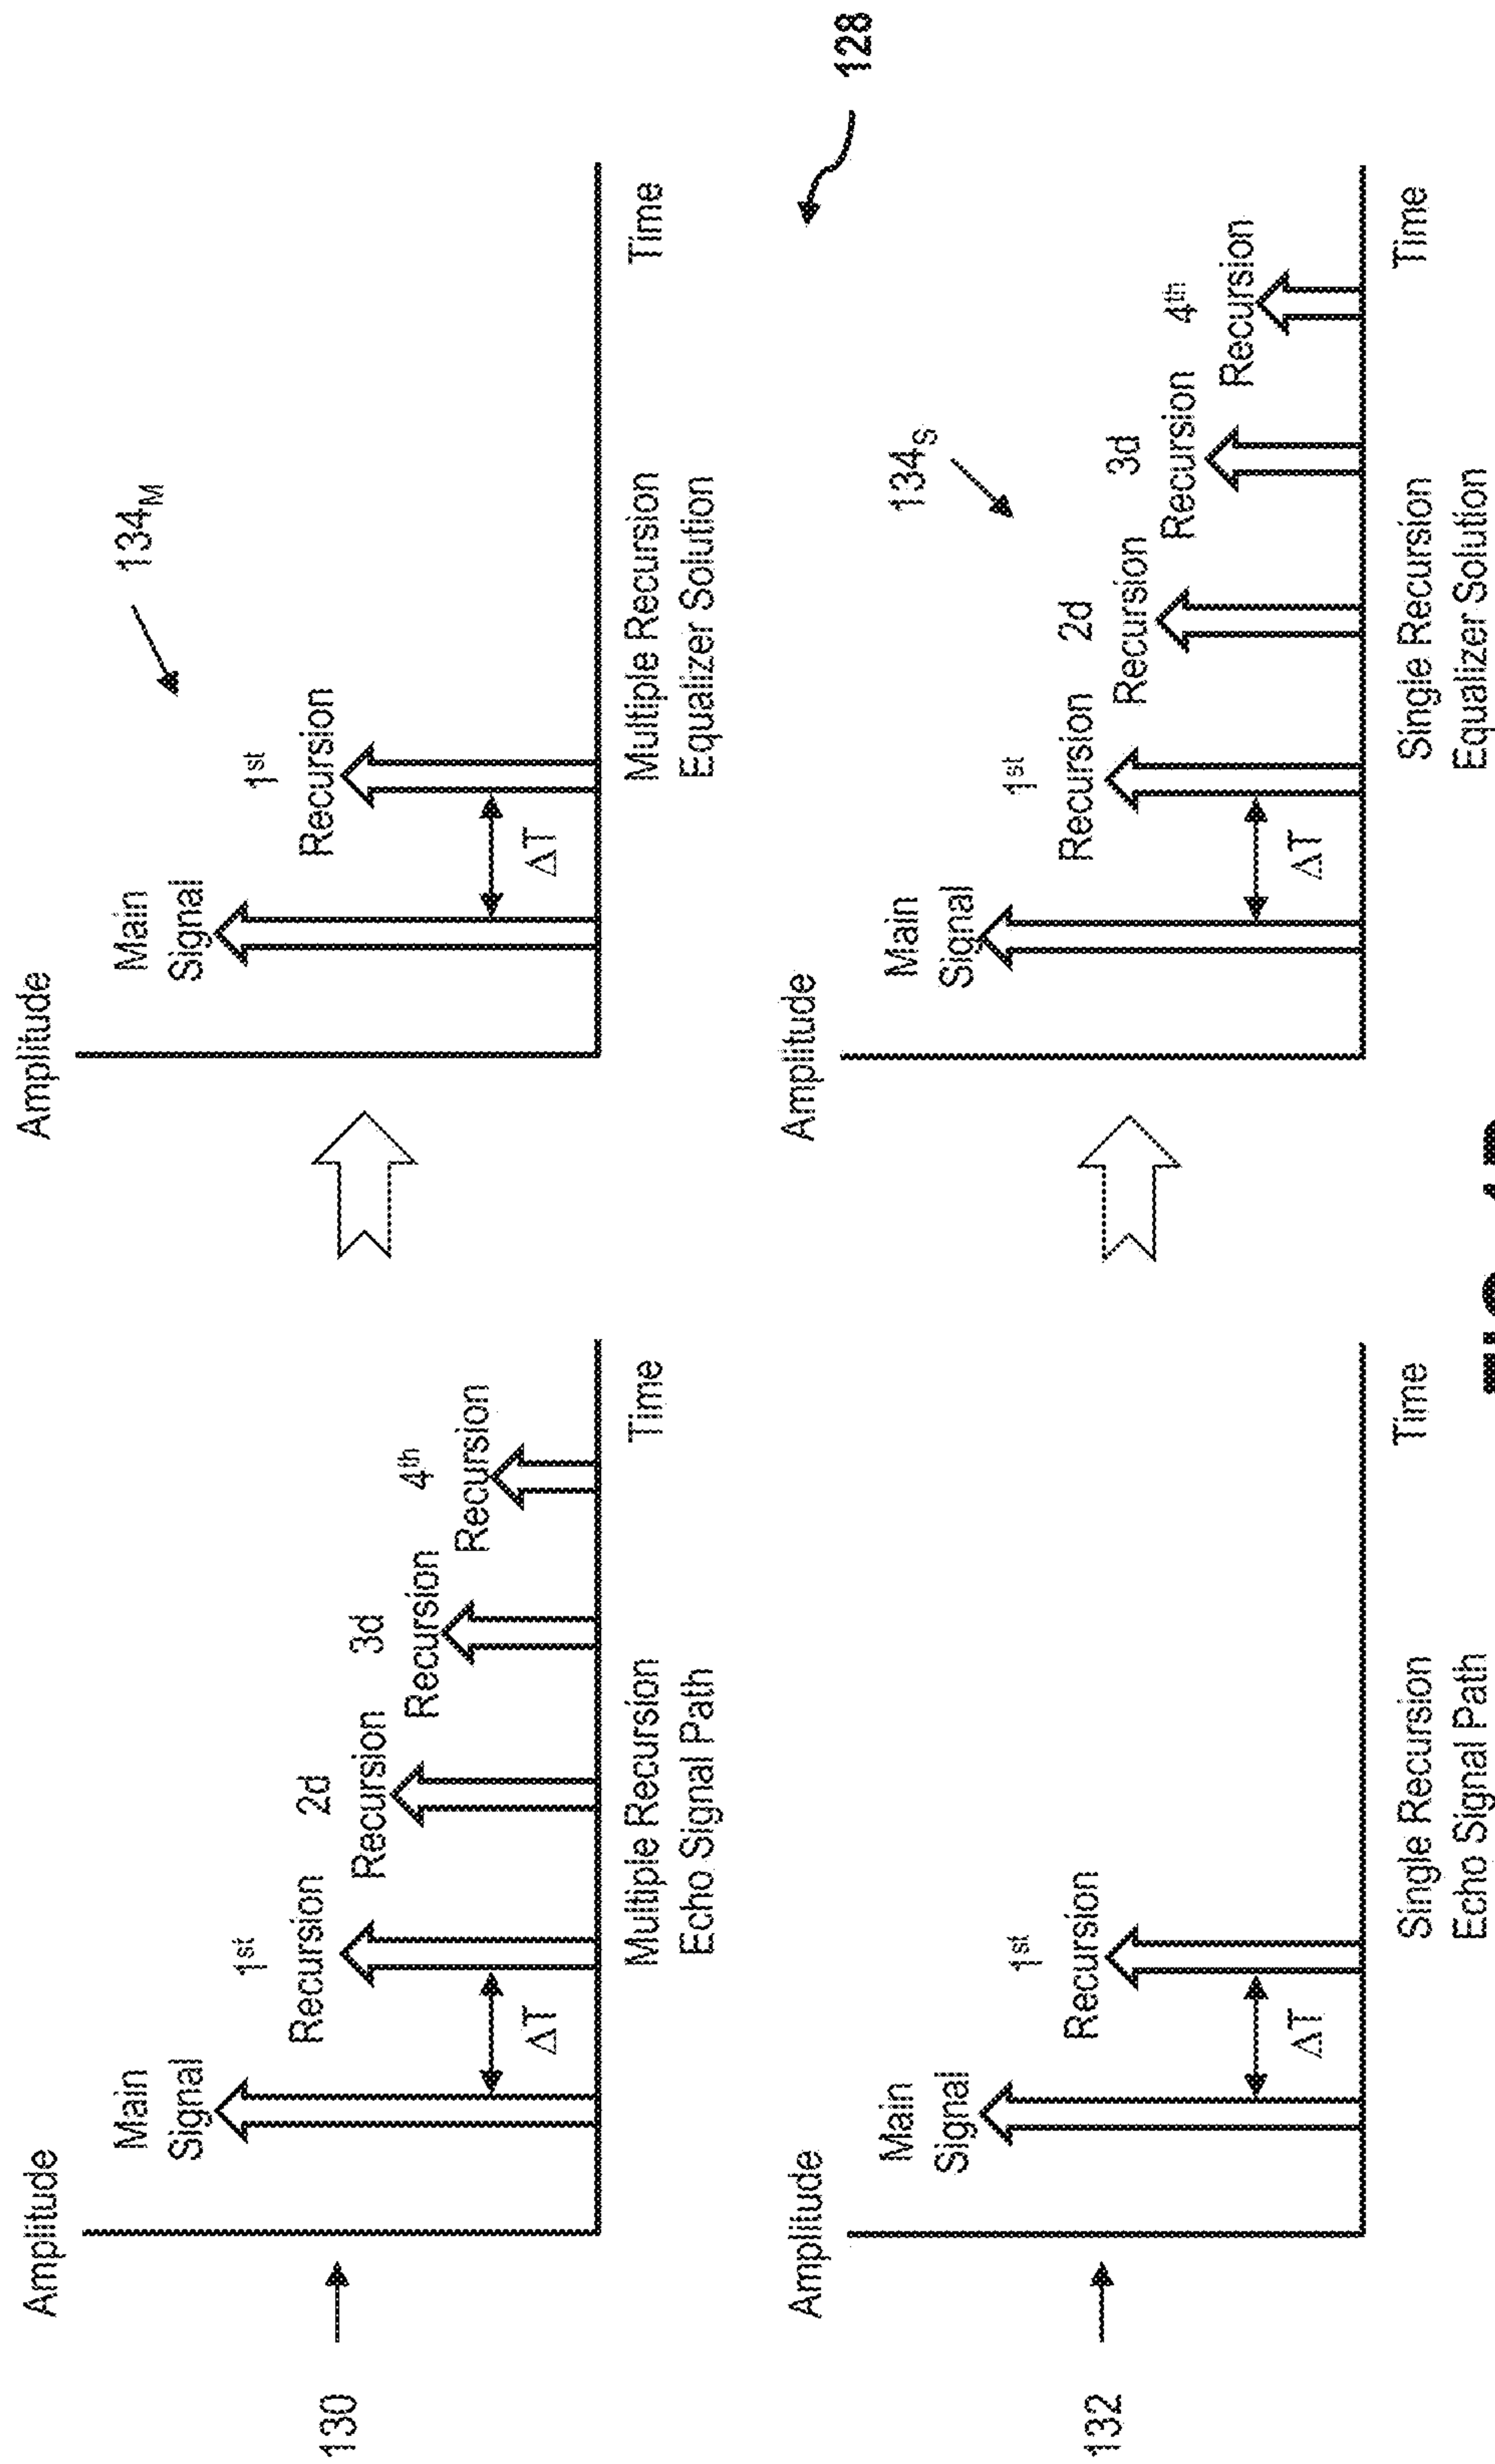 128
130
Amplitude
Main
Signal
1st
Recursion
2d
Recursion
3d
Recursion
4th
Recursion
ΔT
Time
Multiple Recursion
Echo Signal Path
Amplitude
134M
Main
Signal
1st
Recursion
ΔT
Time
Multiple Recursion
Equalizer Solution
132
Amplitude
Main
Signal
1st
Recursion
ΔT
Time
Single Recursion
Echo Signal Path
Amplitude
134S
Main
Signal
1st
Recursion
2d
Recursion
3d
Recursion
4th
Recursion
ΔT
Time
Single Recursion
Equalizer Solution